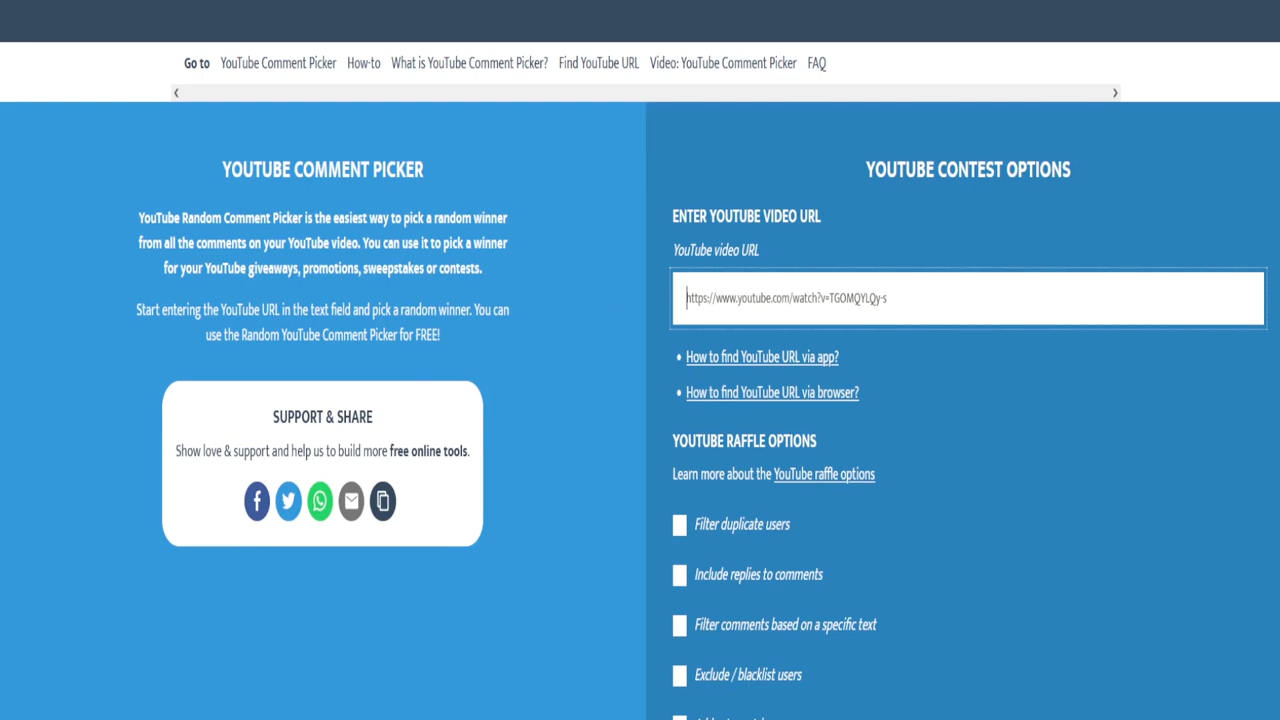 Go to YouTube Comment Picker How-to What is YouTube Comment Picker? Find YouTube URL Video: YouTube Comment Picker FAQ
YOUTUBE COMMENT PICKER
YouTube Random Comment Picker is the easiest way to pick a random winner
from all the comments on your YouTube video. You can use it to pick a winner
for your YouTube giveaways, promotions, sweepstakes or contests.
Start entering the YouTube URL in the text field and pick a random winner. You can
use the Random YouTube Comment Picker for FREE!
SUPPORT & SHARE
Show love & support and help us to build more free online tools.
YOUTUBE CONTEST OPTIONS
ENTER YOUTUBE VIDEO URL
YouTube video URL
https://www.youtube.com/watch?v=TGOMQYLQy-s
• How to find YouTube URL via app?
• How to find YouTube URL via browser?
YOUTUBE RAFFLE OPTIONS
Learn more about the YouTube raffle options
Filter duplicate users
Include replies to comments
Filter comments based on a specific text
Exclude / blacklist users